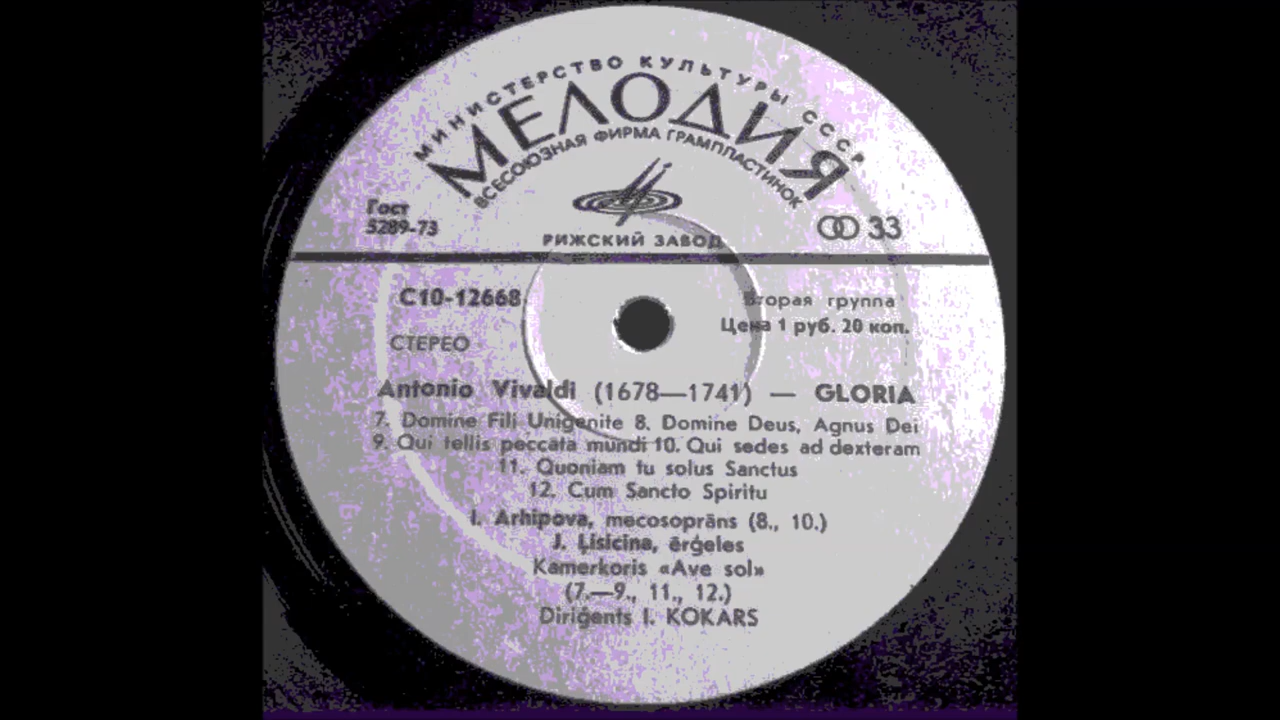 МИНИСТЕРСТВО КУЛЬТУРЫ СССР
МЕЛОДИЯ
ВСЕСОЮЗНАЯ ФИРМА ГРАМПЛАСТИНОК
Гост
5289-73
33
РИЖСКИЙ ЗАВОД
С10-12668
Вторая группа
Цена 1 руб. 20 коп.
СТЕРЕО
Antonio Vivaldi (1678—1741) — GLORIA
7. Domine Fili Unigenite 8. Domine Deus, Agnus Dei
9. Qui tellis peccata mundi 10. Qui sedes ad dexteram
11. Quoniam tu solus Sanctus
12. Cum Sancto Spiritu
I. Arhipova, mecosoprāns (8., 10.)
J. Ļisicina, ērģeles
Kamerkoris «Ave sol»
(7.—9., 11., 12.)
Diriģents I. KOKARS